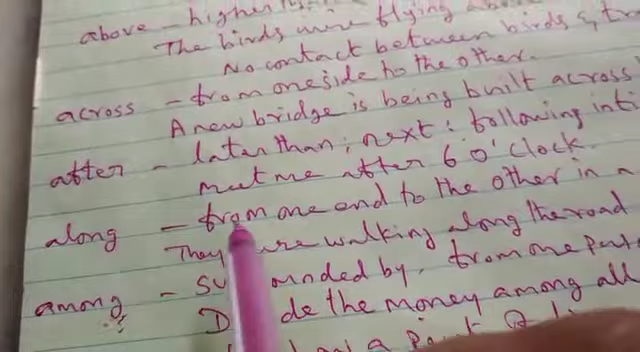 above - higher
The birds were flying above
No contact between birds &
across - from one side to the other.
A new bridge is being built across
after - later than; next: following in ti
meet me after 6 o'clock.
along - from one end to the other in a
They are walking along the road
among - surrounded by, from one
Divide the money among all